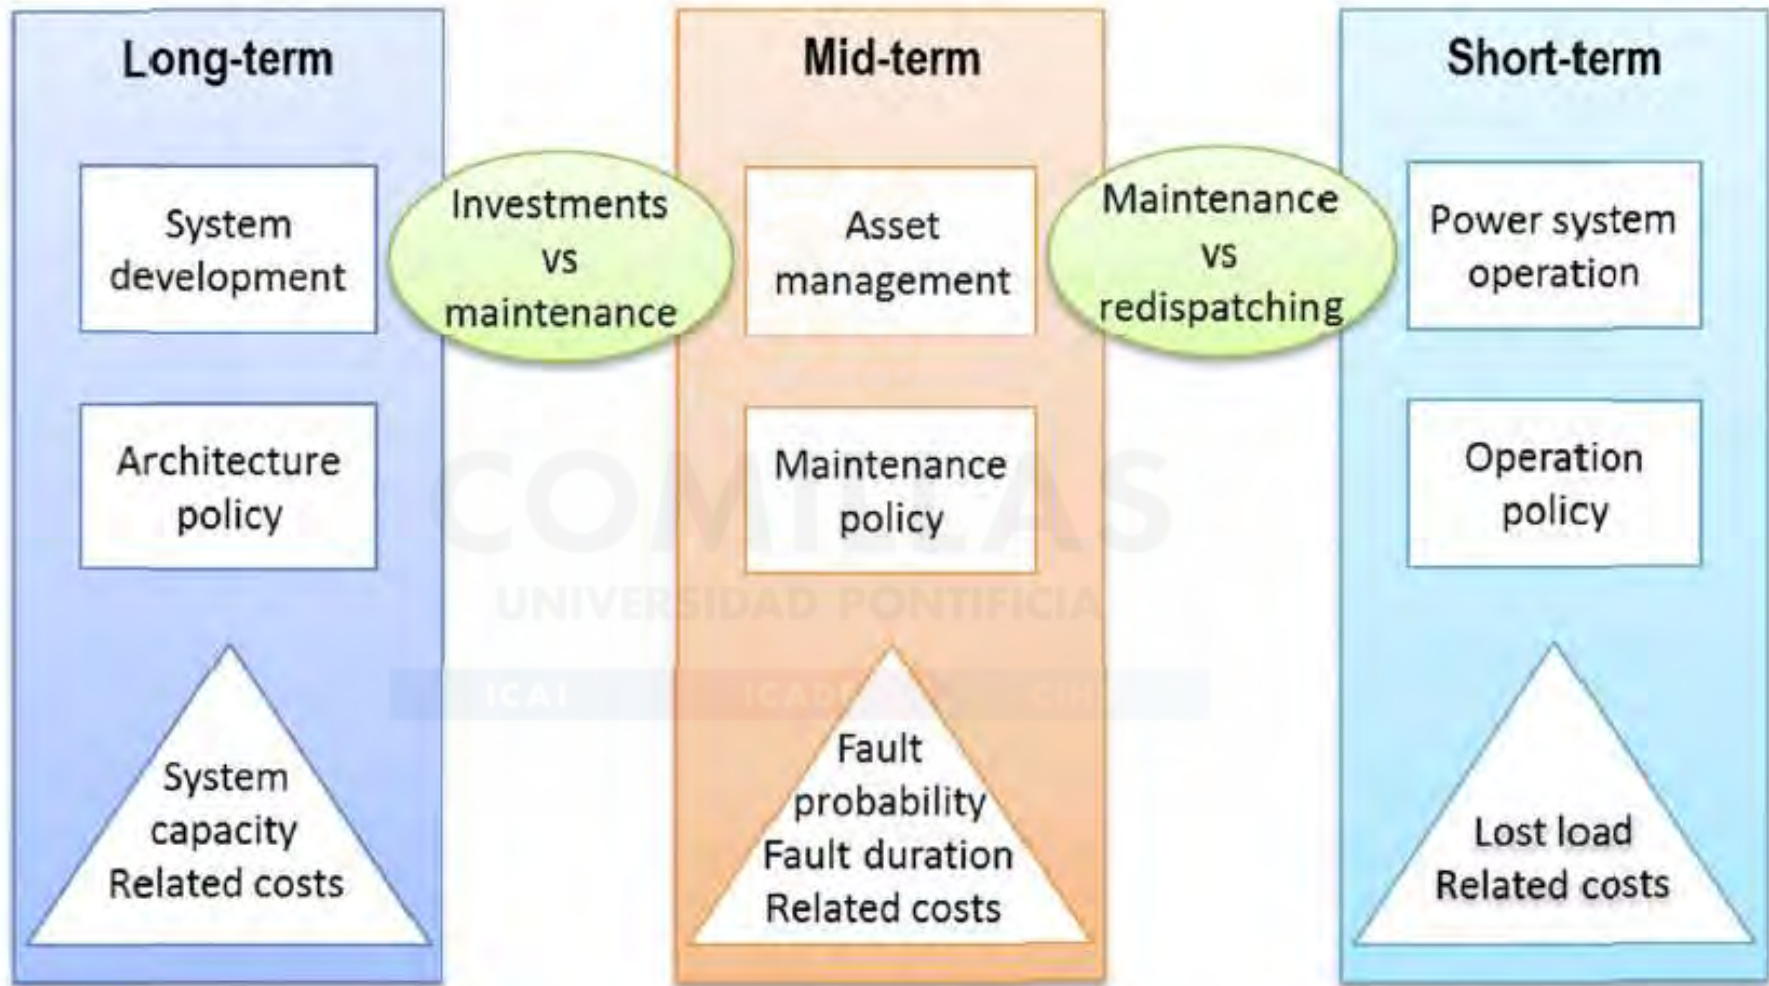 Long-term
System
development
Architecture
policy
System
capacity
Related costs
Investments
vs
maintenance
Mid-term
Asset
management
Maintenance
policy
Fault
probability
Fault duration
Related costs
Maintenance
vs
redispatching
Short-term
Power system
operation
Operation
policy
Lost load
Related costs
COMILLAS
UNIVERSIDAD PONTIFICIA
ICAI